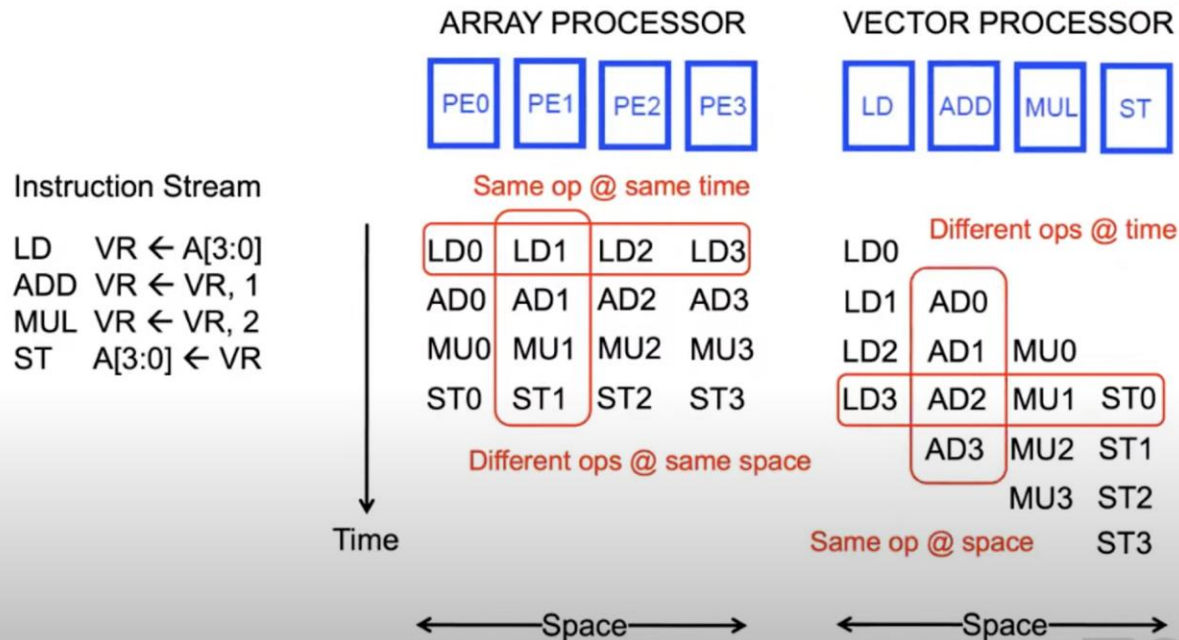 ARRAY PROCESSOR
VECTOR PROCESSOR
PE0 PE1 PE2 PE3
LD ADD MUL ST
Instruction Stream
LD VR ← A[3:0]
ADD VR ← VR, 1
MUL VR ← VR, 2
ST A[3:0] ← VR
Time
Same op @ same time
LD0 LD1 LD2 LD3
AD0 AD1 AD2 AD3
MU0 MU1 MU2 MU3
ST0 ST1 ST2 ST3
Different ops @ same space
Space
Different ops @ time
LD0
LD1 AD0
LD2 AD1 MU0
LD3 AD2 MU1 ST0
AD3 MU2 ST1
MU3 ST2
Same op @ space
ST3
Space